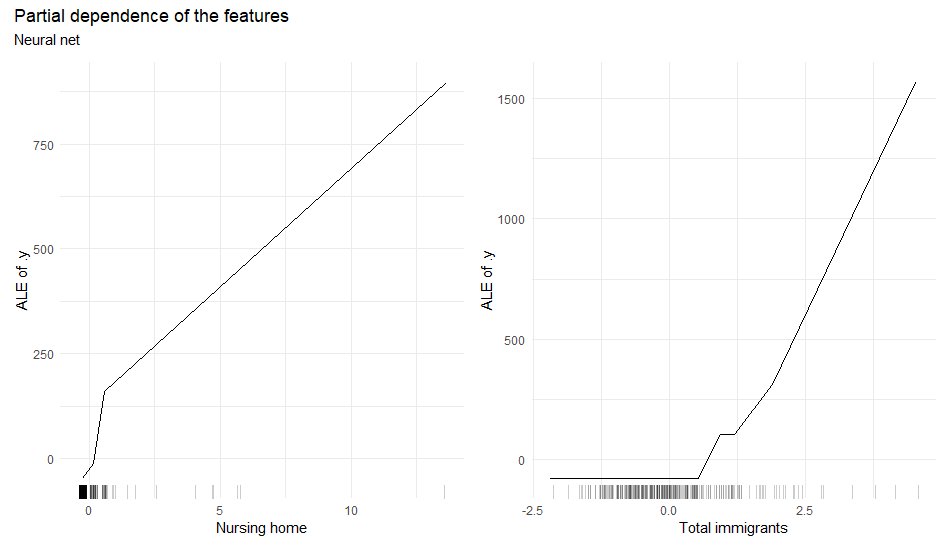 Partial dependence of the features
Neural net
ALE of .y
750
500
250
0
0 5 10
Nursing home
ALE of .y
1500
1000
500
0
-2.5 0.0 2.5
Total immigrants